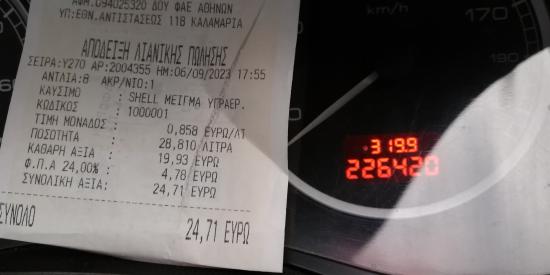 ΑΦΜ.094025320 ΔΟΥ ΦΑΕ ΑΘΗΝΩΝ
ΥΠ:ΕΘΝ.ΑΝΤΙΣΤΑΣΕΩΣ 118 ΚΑΛΑΜΑΡΙΑ
ΑΠΟΔΕΙΞΗ ΛΙΑΝΙΚΗΣ ΠΩΛΗΣΗΣ
ΣΕΙΡΑ:Υ270 ΑΡ:2004355 ΗΜ:06/09/2023 17:55
ΑΝΤΛΙΑ:8 ΑΚΡ/ΝΤΟ:1
ΚΑΥΣΙΜΟ : SHELL ΜΕΙΓΜΑ ΥΓΡΑΕΡ.
ΚΩΔΙΚΟΣ : 1000001
ΤΙΜΗ ΜΟΝΑΔΟΣ : 0,858 ΕΥΡΩ/ΛΤ
ΠΟΣΟΤΗΤΑ : 28,810 ΛΙΤΡΑ
ΚΑΘΑΡΗ ΑΞΙΑ : 19,93 ΕΥΡΩ
Φ.Π.Α 24,00% : 4,78 ΕΥΡΩ
ΣΥΝΟΛΙΚΗ ΑΞΙΑ: 24,71 ΕΥΡΩ
ΣΥΝΟΛΟ 24,71 ΕΥΡΩ
km/h
170
190
319.9
226420